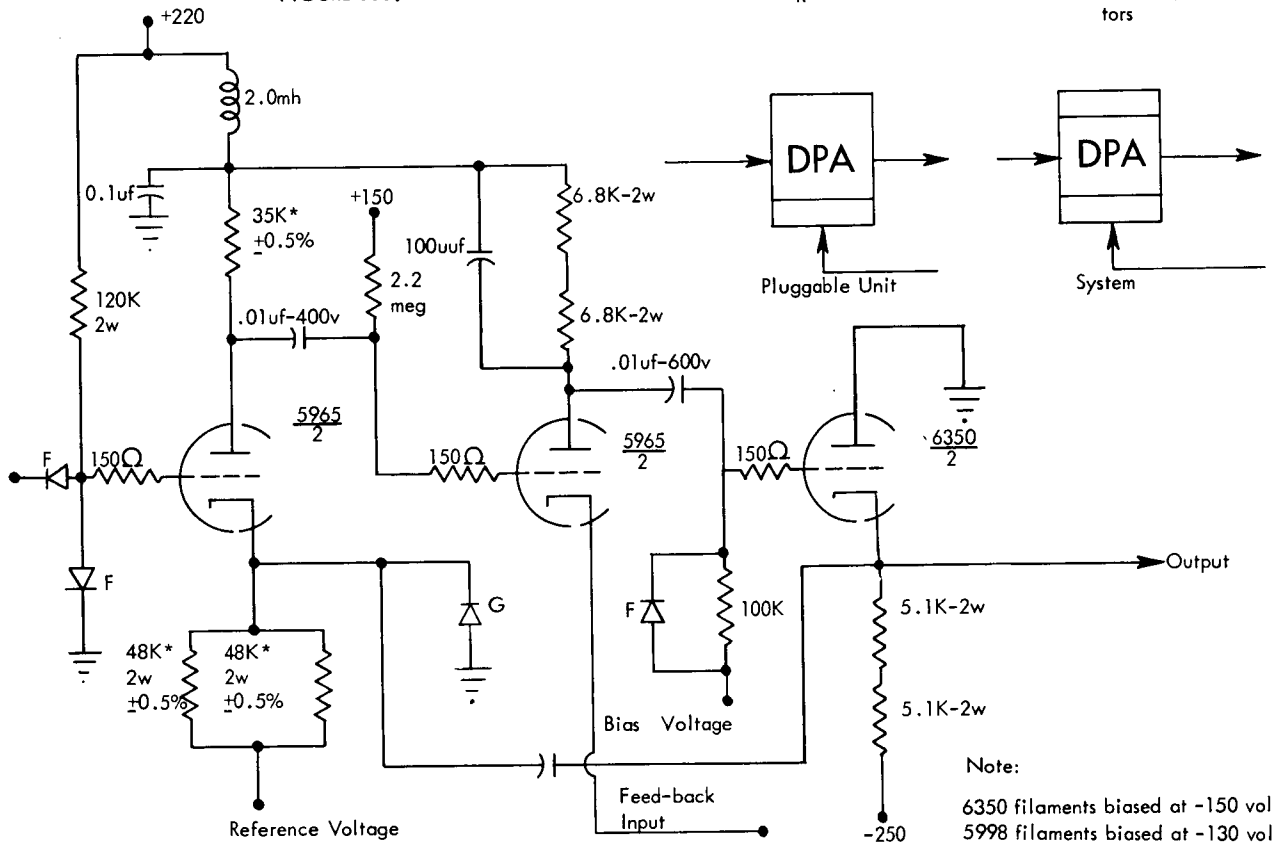 tors
+220
2.0mh
DPA
DPA
0.1uf
35K*
±0.5%
+150
6.8K-2w
100uuf
2.2
meg
Pluggable Unit
System
120K
2w
.01uf-400v
6.8K-2w
.01uf-600v
5965
2
5965
2
6350
2
F
150Ω
150Ω
150Ω
F
G
F
100K
Output
5.1K-2w
48K*
2w
±0.5%
48K*
2w
±0.5%
5.1K-2w
Bias Voltage
Note:
Feed-back
Input
Reference Voltage
-250
6350 filaments biased at -150 vol
5998 filaments biased at -130 vol